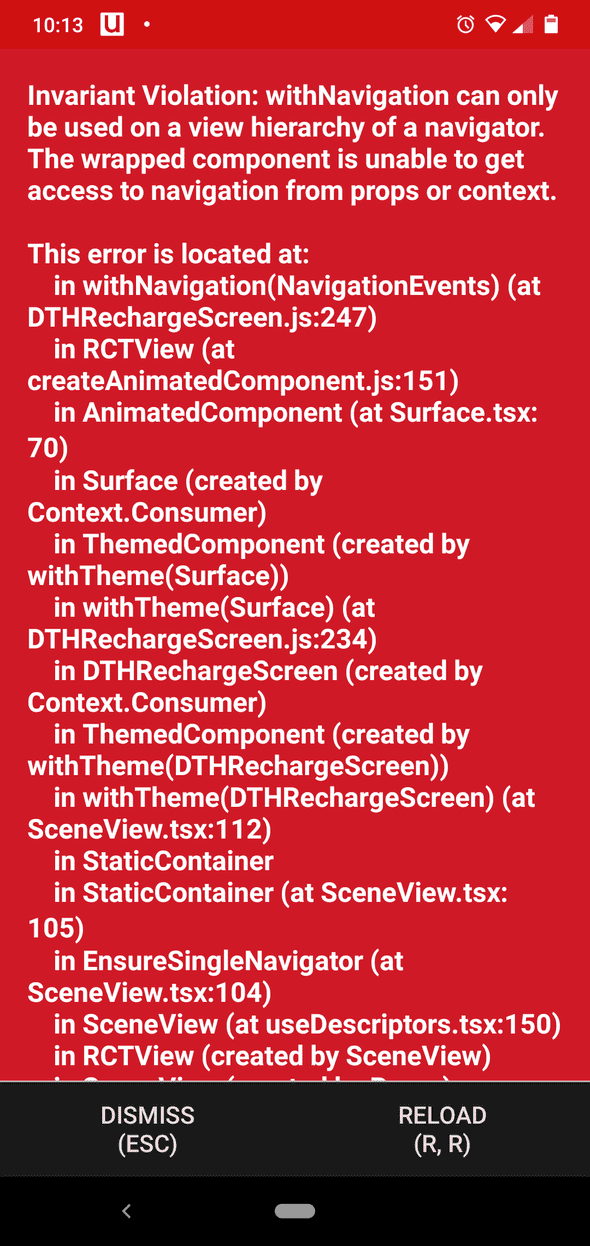 10:13
Invariant Violation: withNavigation can only
be used on a view hierarchy of a navigator.
The wrapped component is unable to get
access to navigation from props or context.
This error is located at:
in withNavigation(NavigationEvents) (at
DTHRechargeScreen.js:247)
in RCTView (at
createAnimatedComponent.js:151)
in AnimatedComponent (at Surface.tsx:
70)
in Surface (created by
Context.Consumer)
in ThemedComponent (created by
withTheme(Surface))
in withTheme(Surface) (at
DTHRechargeScreen.js:234)
in DTHRechargeScreen (created by
Context.Consumer)
in ThemedComponent (created by
withTheme(DTHRechargeScreen))
in withTheme(DTHRechargeScreen) (at
SceneView.tsx:112)
in StaticContainer
in StaticContainer (at SceneView.tsx:
105)
in EnsureSingleNavigator (at
SceneView.tsx:104)
in SceneView (at useDescriptors.tsx:150)
in RCTView (created by SceneView)
DISMISS
(ESC)
RELOAD
(R, R)